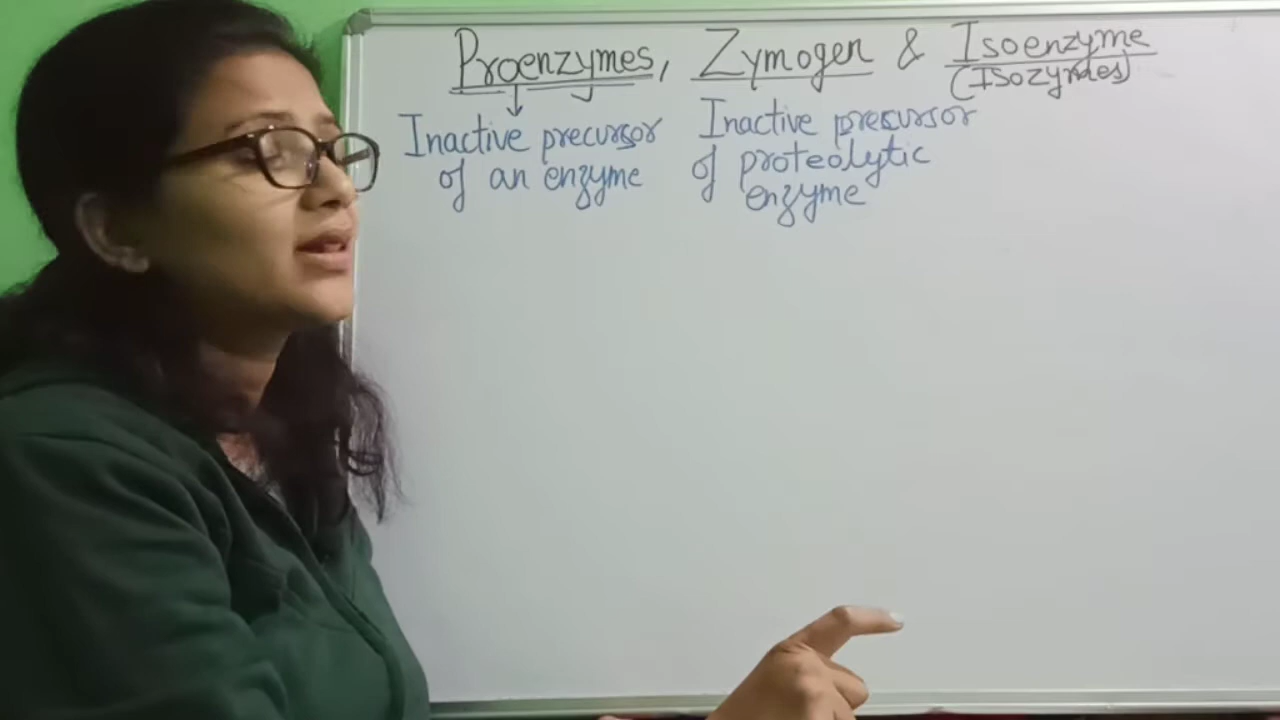 Proenzymes, Zymogen & Isoenzyme
(Isozymes)
Inactive precursor
of an enzyme
Inactive precursor
of proteolytic
enzyme